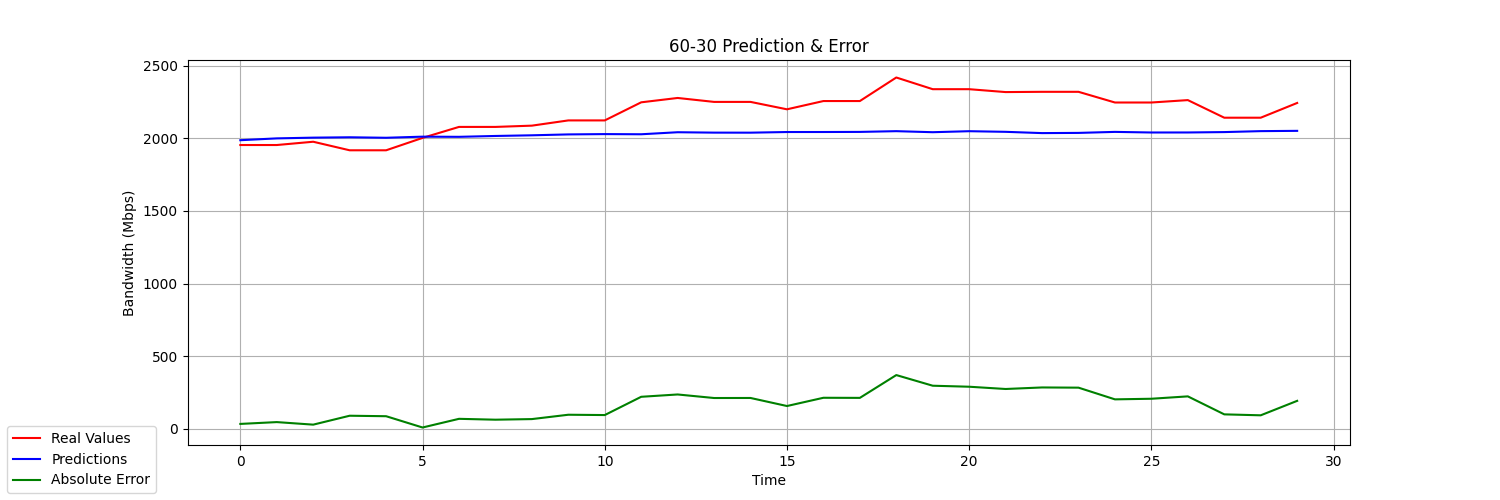 60-30 Prediction & Error
2500
2000
1500
1000
500
0
Bandwidth (Mbps)
0 5 10 15 20 25 30
Time
Real Values
Predictions
Absolute Error